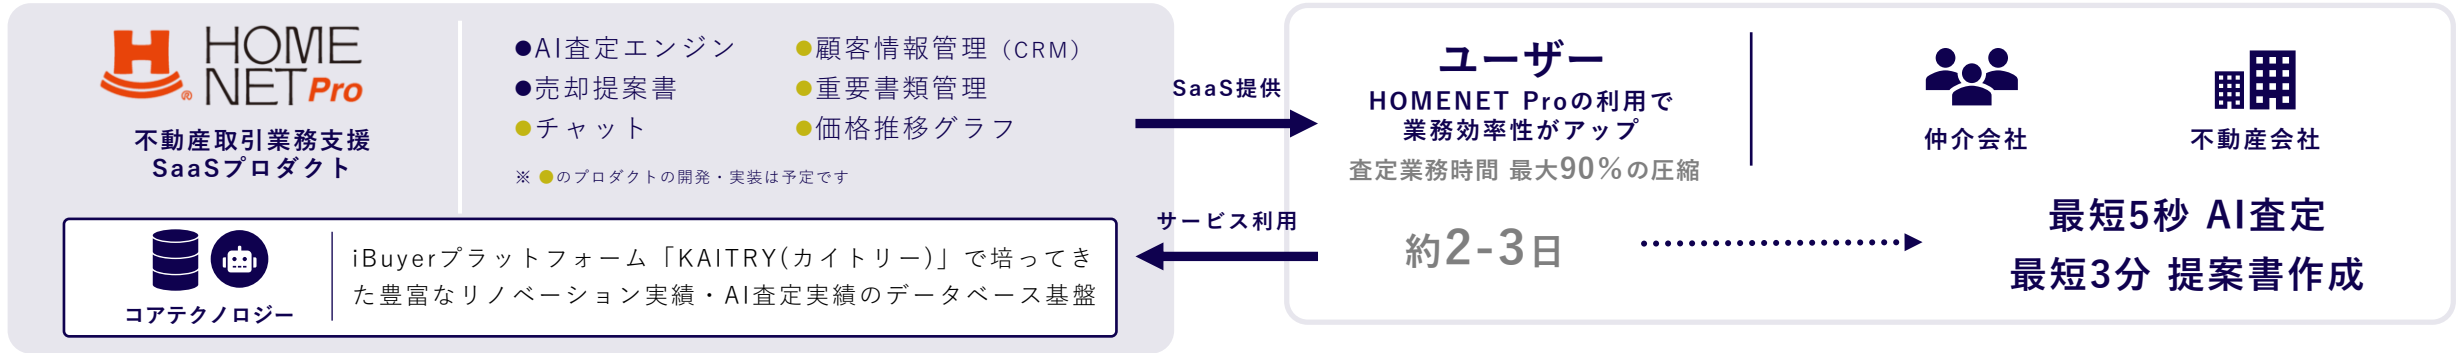 HOME
NET Pro
®
不動産取引業務支援
SaaSプロダクト
●AI査定エンジン
●売却提案書
●チャット
●顧客情報管理（CRM）
●重要書類管理
●価格推移グラフ
※ ●のプロダクトの開発・実装は予定です
コアテクノロジー
iBuyerプラットフォーム「KAITRY(カイトリー)」で培ってき
た豊富なリノベーション実績・AI査定実績のデータベース基盤
SaaS提供
サービス利用
ユーザー
HOMENET Proの利用で
業務効率性がアップ
査定業務時間 最大90%の圧縮
仲介会社
不動産会社
約2-3日
最短5秒 AI査定
最短3分 提案書作成